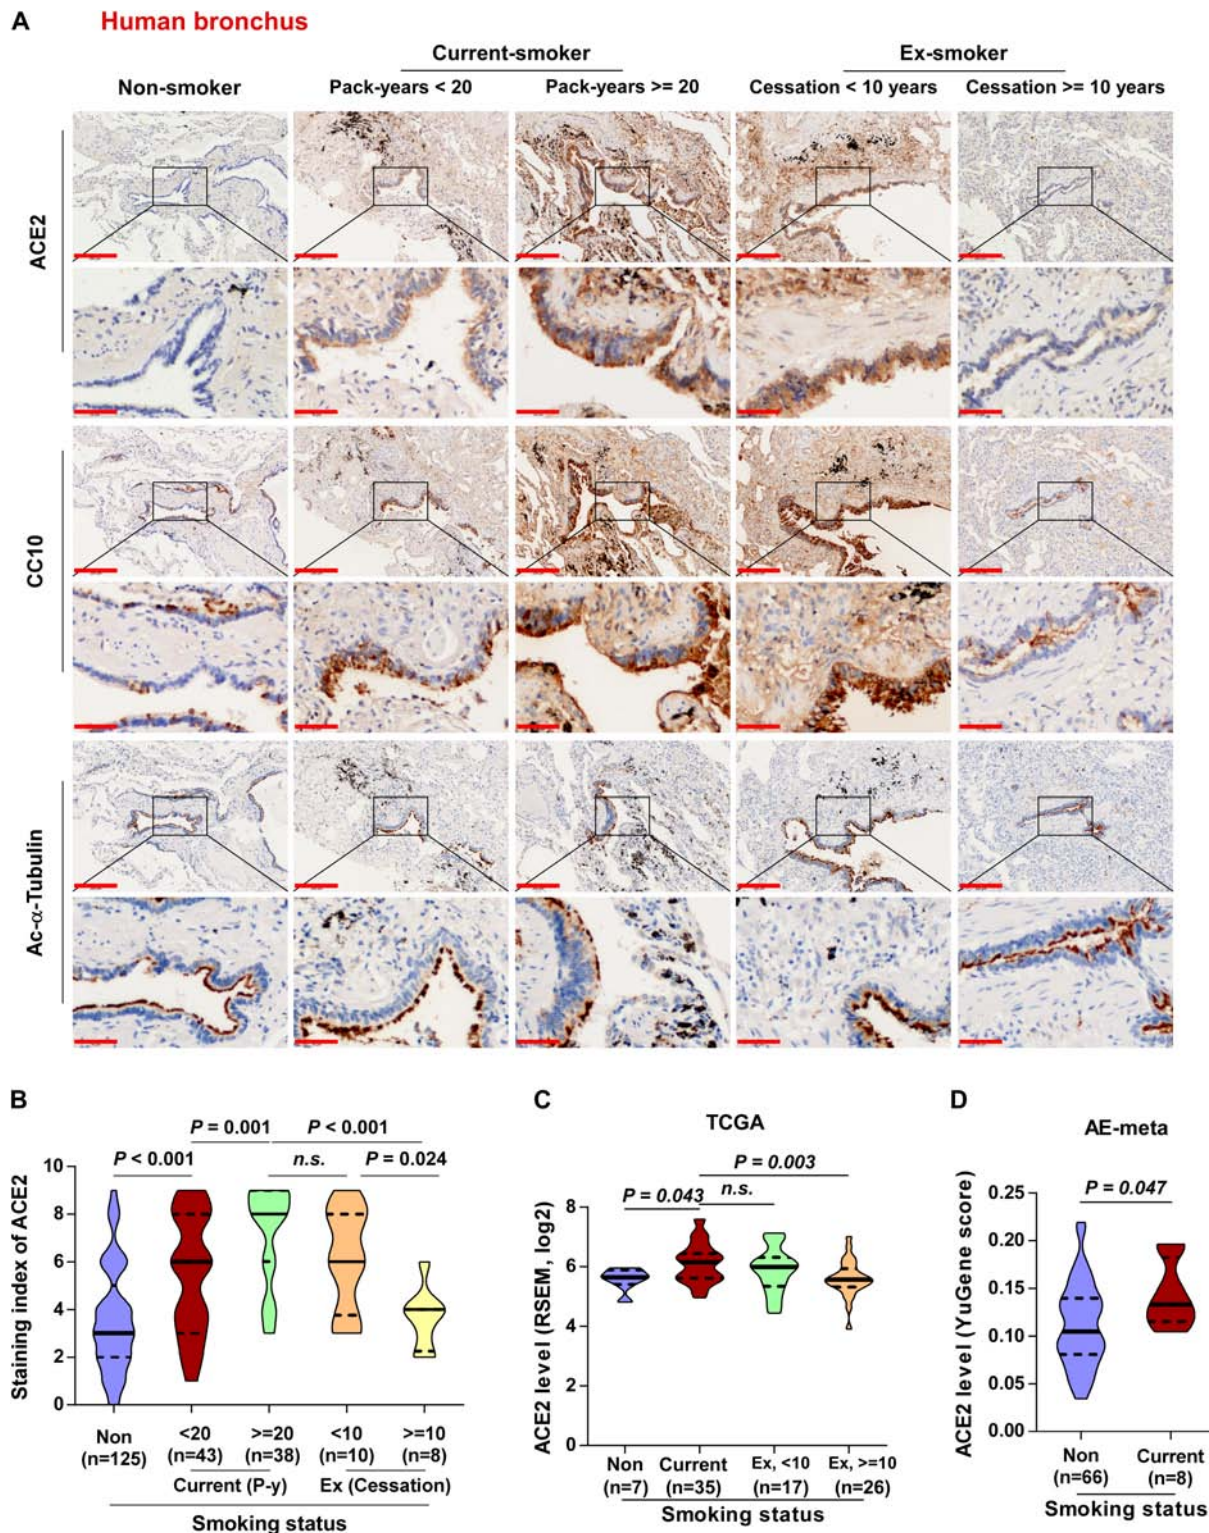 A Human bronchus
Current-smoker Ex-smoker
Non-smoker Pack-years < 20 Pack-years >= 20 Cessation < 10 years Cessation >= 10 years
ACE2
CC10
Ac-α-Tubulin
B
P < 0.001
P = 0.001
P < 0.001
n.s.
P = 0.024
Staining index of ACE2
10
8
6
4
2
0
Non <20 >=20 <10 >=10
(n=125) (n=43) (n=38) (n=10) (n=8)
Current (P-y) Ex (Cessation)
Smoking status
C
TCGA
P = 0.003
P = 0.043
n.s.
ACE2 level (RSEM, log2)
8
6
4
2
0
Non Current Ex, <10 Ex, >=10
(n=7) (n=35) (n=17) (n=26)
Smoking status
D
AE-meta
P = 0.047
ACE2 level (YuGene score)
0.25
0.20
0.15
0.10
0.05
0.00
Non Current
(n=66) (n=8)
Smoking status